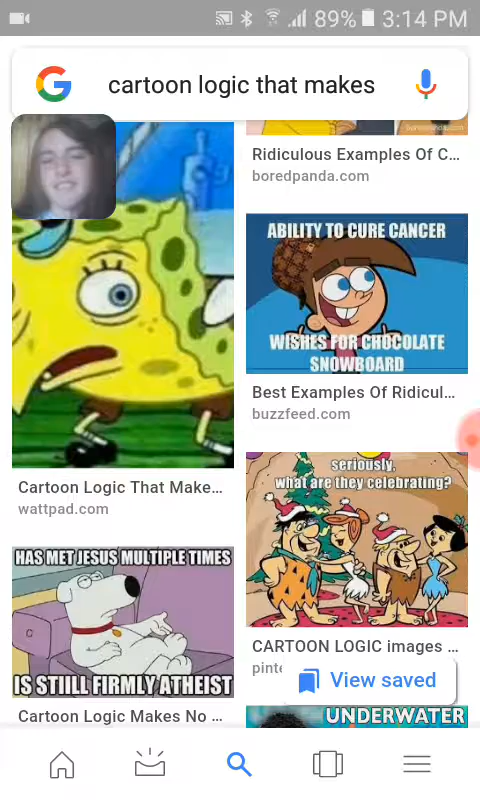 89% 3:14 PM
cartoon logic that makes
Ridiculous Examples Of C...
boredpanda.com
ABILITY TO CURE CANCER
WISHES FOR CHOCOLATE
SNOWBOARD
Best Examples Of Ridicul...
buzzfeed.com
Cartoon Logic That Make...
wattpad.com
seriously,
what are they celebrating?
CARTOON LOGIC images ...
pinte
HAS MET JESUS MULTIPLE TIMES
IS STIILL FIRMLY ATHEIST
Cartoon Logic Makes No ...
View saved
UNDERWATER